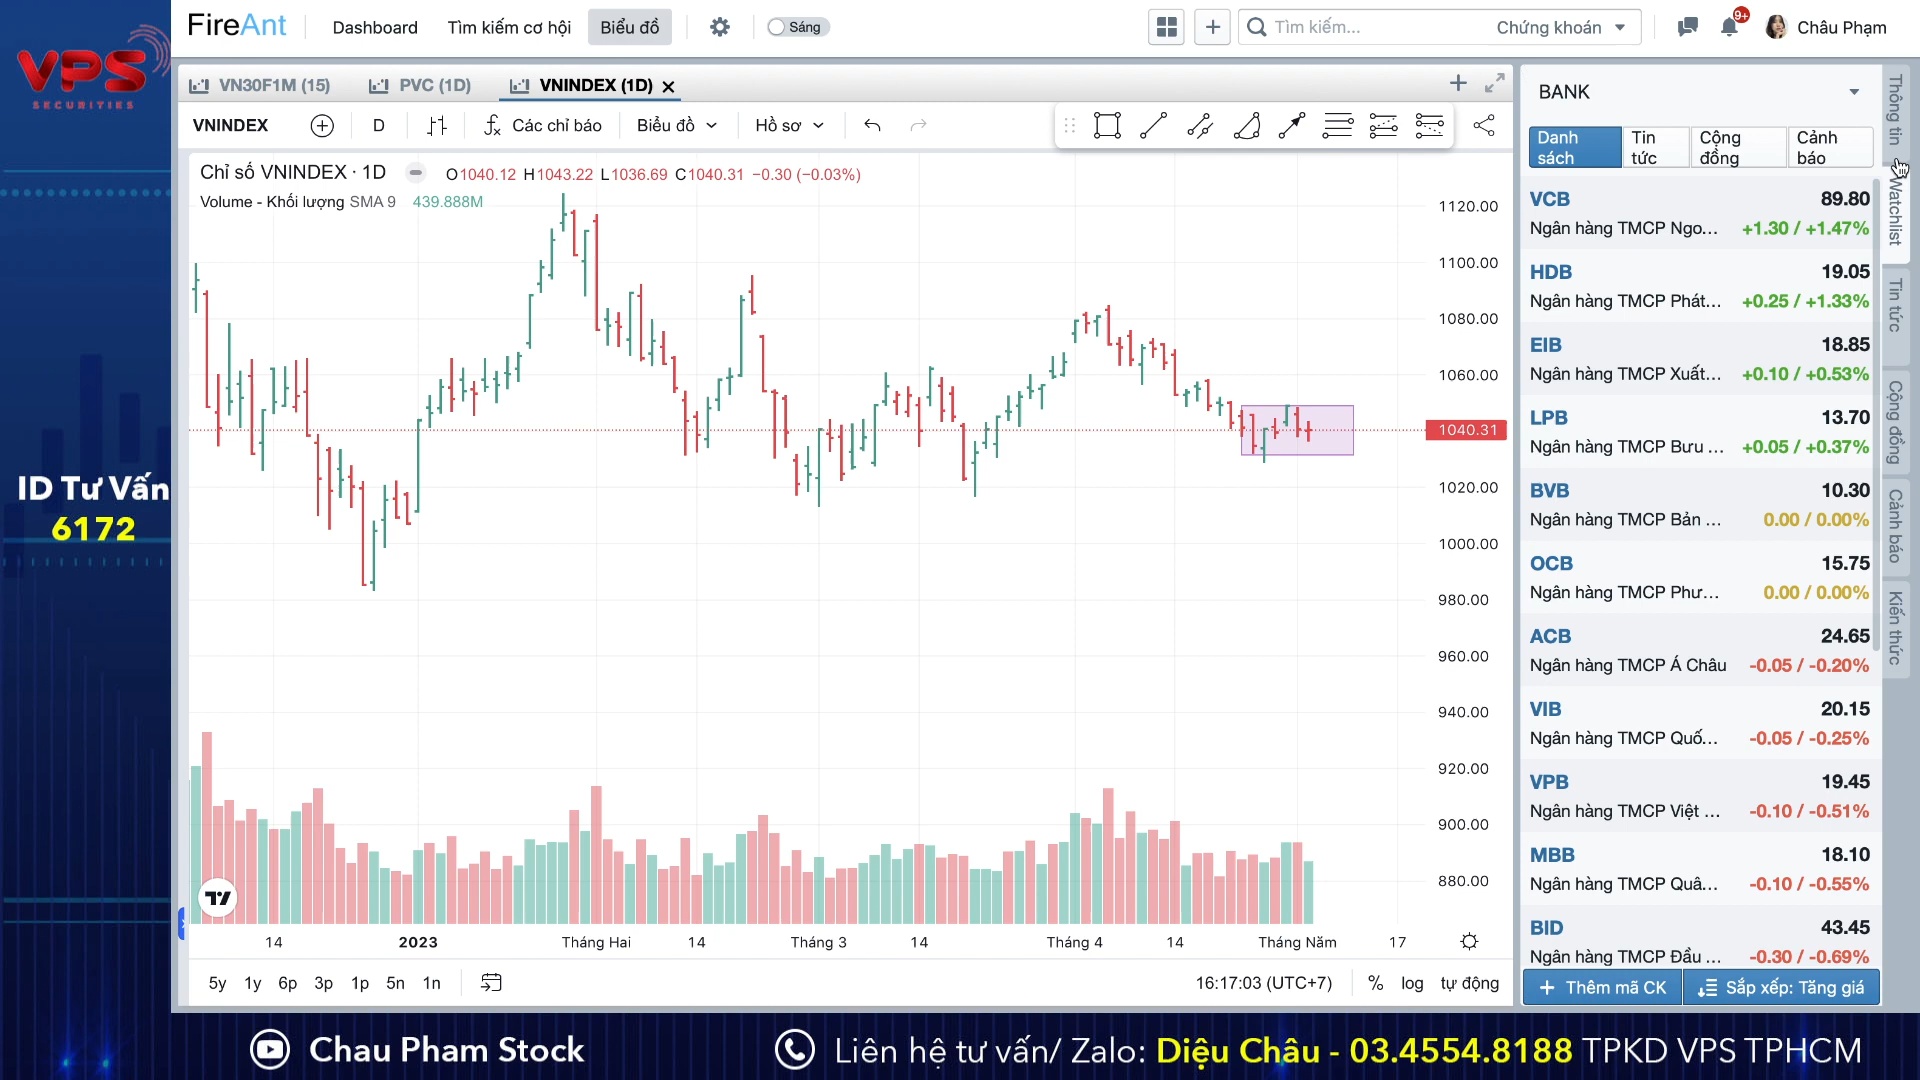 VPS
SECURITIES
ID Tư Vấn
6172
FireAnt
Dashboard
Tìm kiếm cơ hội
Biểu đồ
Sáng
Tìm kiếm...
Chứng khoán
9+
Châu Phạm
VN30F1M (15)
PVC (1D)
VNINDEX (1D)
VNINDEX
D
Các chỉ báo
Biểu đồ
Hồ sơ
Chỉ số VNINDEX · 1D
O1040.12 H1043.22 L1036.69 C1040.31 −0.30 (−0.03%)
Volume - Khối lượng SMA 9 439.888M
1120.00
1100.00
1080.00
1060.00
1040.31
1020.00
1000.00
980.00
960.00
940.00
920.00
900.00
880.00
14
2023
Tháng Hai
14
Tháng 3
14
Tháng 4
14
Tháng Năm
17
5y 1y 6p 3p 1p 5n 1n
16:17:03 (UTC+7)
% log tự động
BANK
Danh sách
Tin tức
Cộng đồng
Cảnh báo
VCB 89.80
Ngân hàng TMCP Ngo... +1.30 / +1.47%
HDB 19.05
Ngân hàng TMCP Phát... +0.25 / +1.33%
EIB 18.85
Ngân hàng TMCP Xuất... +0.10 / +0.53%
LPB 13.70
Ngân hàng TMCP Bưu ... +0.05 / +0.37%
BVB 10.30
Ngân hàng TMCP Bản ... 0.00 / 0.00%
OCB 15.75
Ngân hàng TMCP Phư... 0.00 / 0.00%
ACB 24.65
Ngân hàng TMCP Á Châu -0.05 / -0.20%
VIB 20.15
Ngân hàng TMCP Quố... -0.05 / -0.25%
VPB 19.45
Ngân hàng TMCP Việt ... -0.10 / -0.51%
MBB 18.10
Ngân hàng TMCP Quâ... -0.10 / -0.55%
BID 43.45
Ngân hàng TMCP Đầu ... -0.30 / -0.69%
Thêm mã CK
Sắp xếp: Tăng giá
Thông tin
Watchlist
Tin tức
Cộng đồng
Cảnh báo
Kiến thức
Chau Pham Stock
Liên hệ tư vấn/ Zalo: Diệu Châu - 03.4554.8188 TPKD VPS TPHCM